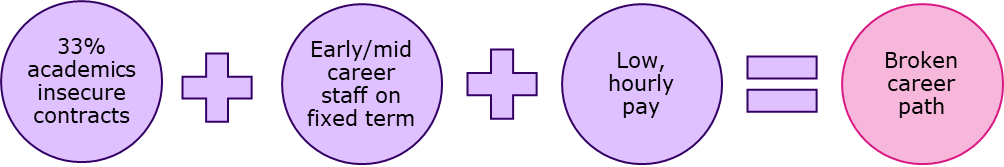 33%
academics
insecure
contracts
Early/mid
career
staff on
fixed term
Low,
hourly
pay
Broken
career
path